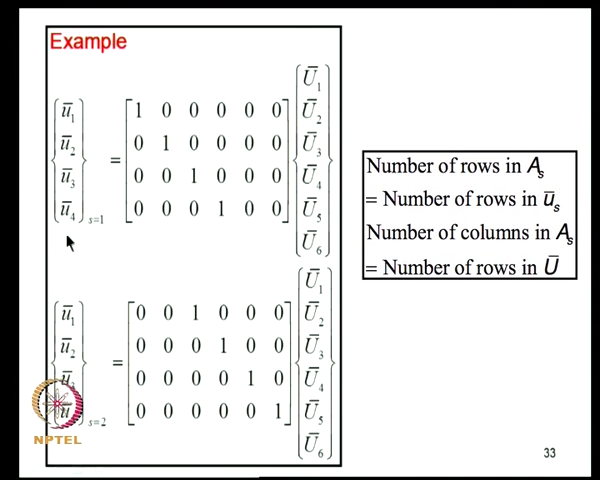 Example
{ū₁ ū₂ ū₃ ū₄}ₛ₌₁ = [1 0 0 0 0 0
0 1 0 0 0 0
0 0 1 0 0 0
0 0 0 1 0 0] {Ū₁ Ū₂ Ū₃ Ū₄ Ū₅ Ū₆}
{ū₁ ū₂ ū₃ ū}ₛ₌₂ = [0 0 1 0 0 0
0 0 0 1 0 0
0 0 0 0 1 0
0 0 0 0 0 1] {Ū₁ Ū₂ Ū₃ Ū₄ Ū₅ Ū₆}
NPTEL
Number of rows in Aₛ
= Number of rows in ūₛ
Number of columns in Aₛ
= Number of rows in Ū
33